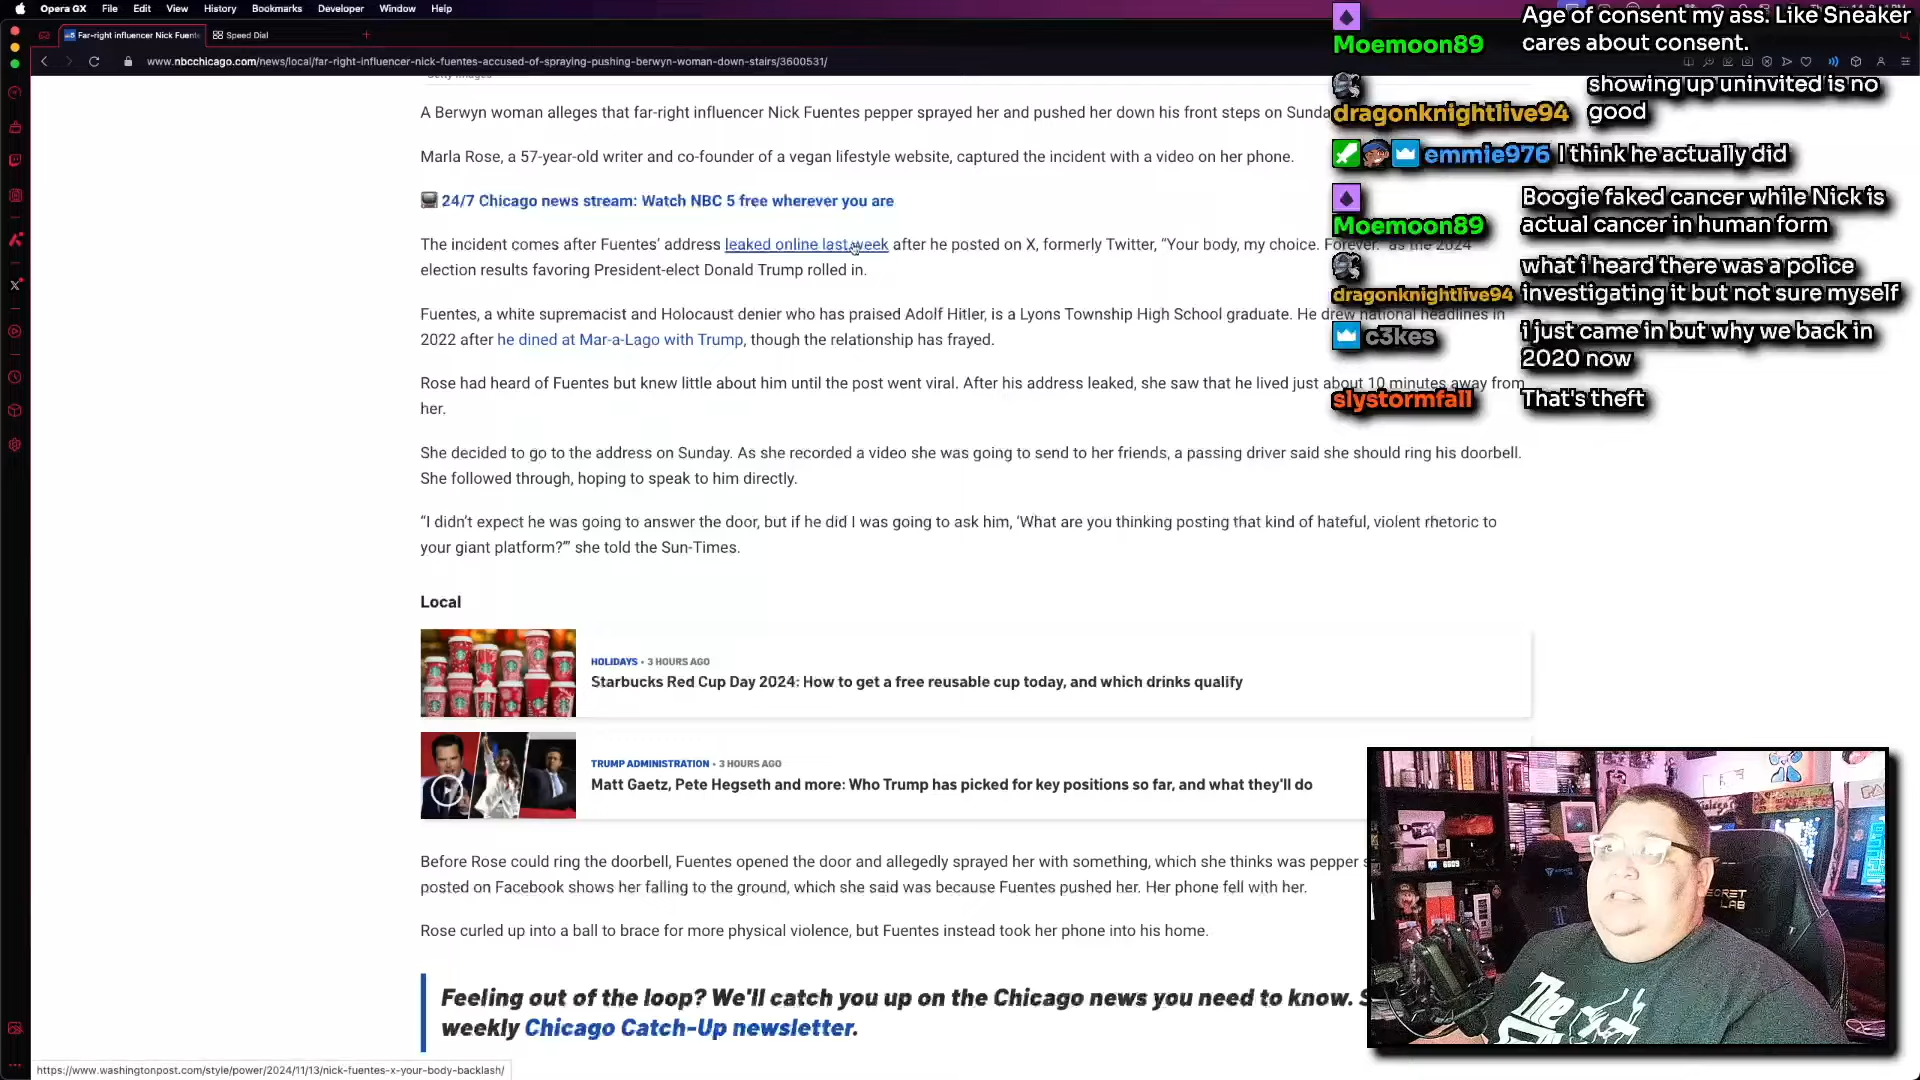 Opera GX File Edit View History Bookmarks Developer Window Help
Far-right influencer Nick Fuent
Speed Dial
www.nbcchicago.com/news/local/far-right-influencer-nick-fuentes-accused-of-spraying-pushing-berwyn-woman-down-stairs/3600531/
A Berwyn woman alleges that far-right influencer Nick Fuentes pepper sprayed her and pushed her down his front steps on Sunda
Marla Rose, a 57-year-old writer and co-founder of a vegan lifestyle website, captured the incident with a video on her phone.
24/7 Chicago news stream: Watch NBC 5 free wherever you are
The incident comes after Fuentes’ address leaked online last week after he posted on X, formerly Twitter, “Your body, my choice. Forever.” as the 2024
election results favoring President-elect Donald Trump rolled in.
Fuentes, a white supremacist and Holocaust denier who has praised Adolf Hitler, is a Lyons Township High School graduate. He drew national headlines in
2022 after he dined at Mar-a-Lago with Trump, though the relationship has frayed.
Rose had heard of Fuentes but knew little about him until the post went viral. After his address leaked, she saw that he lived just about 10 minutes away from
her.
She decided to go to the address on Sunday. As she recorded a video she was going to send to her friends, a passing driver said she should ring his doorbell.
She followed through, hoping to speak to him directly.
“I didn’t expect he was going to answer the door, but if he did I was going to ask him, ‘What are you thinking posting that kind of hateful, violent rhetoric to
your giant platform?’” she told the Sun-Times.
Local
HOLIDAYS • 3 HOURS AGO
Starbucks Red Cup Day 2024: How to get a free reusable cup today, and which drinks qualify
TRUMP ADMINISTRATION • 3 HOURS AGO
Matt Gaetz, Pete Hegseth and more: Who Trump has picked for key positions so far, and what they'll do
Before Rose could ring the doorbell, Fuentes opened the door and allegedly sprayed her with something, which she thinks was pepper s
posted on Facebook shows her falling to the ground, which she said was because Fuentes pushed her. Her phone fell with her.
Rose curled up into a ball to brace for more physical violence, but Fuentes instead took her phone into his home.
Feeling out of the loop? We'll catch you up on the Chicago news you need to know. S
weekly Chicago Catch-Up newsletter.
https://www.washingtonpost.com/style/power/2024/11/13/nick-fuentes-x-your-body-backlash/
Moemoon89 Age of consent my ass. Like Sneaker
cares about consent.
dragonknightlive94 showing up uninvited is no
good
emmie976 I think he actually did
Moemoon89 Boogie faked cancer while Nick is
actual cancer in human form
dragonknightlive94 what i heard there was a police
investigating it but not sure myself
c3kes i just came in but why we back in
2020 now
slystormfall That's theft
SECRET
LAB
The